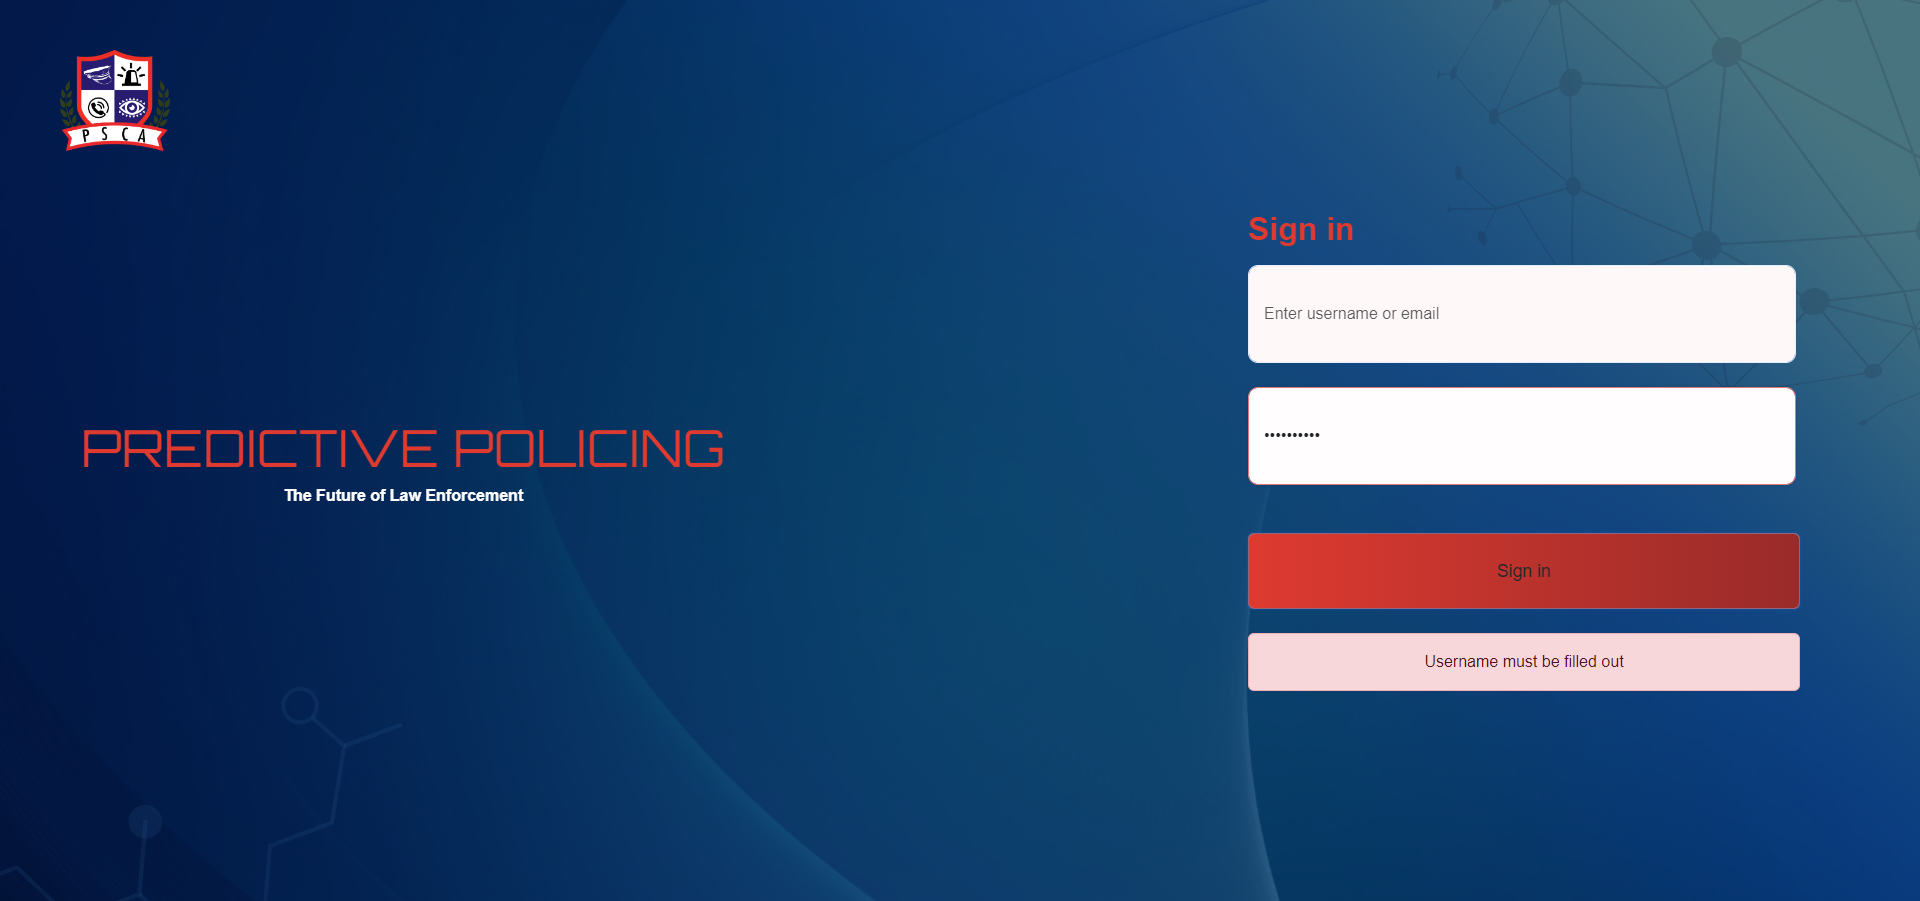 PSCA
PREDICTIVE POLICING
The Future of Law Enforcement
Sign in
Enter username or email
••••••••••
Sign in
Username must be filled out